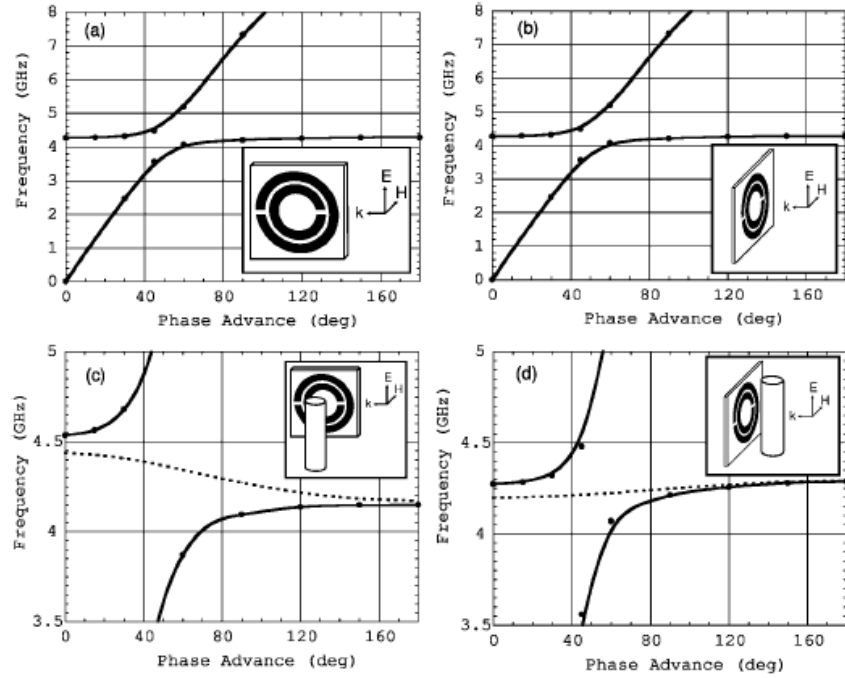 (a)
Frequency (GHz)
8
7
6
5
4
3
2
1
0
E
H
k
0 40 80 120 160
Phase Advance (deg)
(b)
Frequency (GHz)
8
7
6
5
4
3
2
1
0
E
H
k
0 40 80 120 160
Phase Advance (deg)
(c)
Frequency (GHz)
5
4.5
4
3.5
E
H
k
0 40 80 120 160
Phase Advance (deg)
(d)
Frequency (GHz)
5
4.5
4
3.5
E
H
k
0 40 80 120 160
Phase Advance (deg)